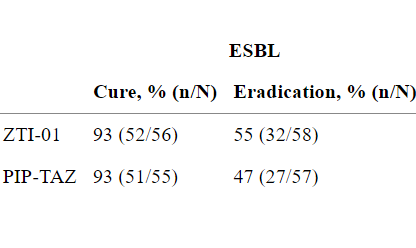 ESBL
Cure, % (n/N) Eradication, % (n/N)
ZTI-01 93 (52/56) 55 (32/58)
PIP-TAZ 93 (51/55) 47 (27/57)